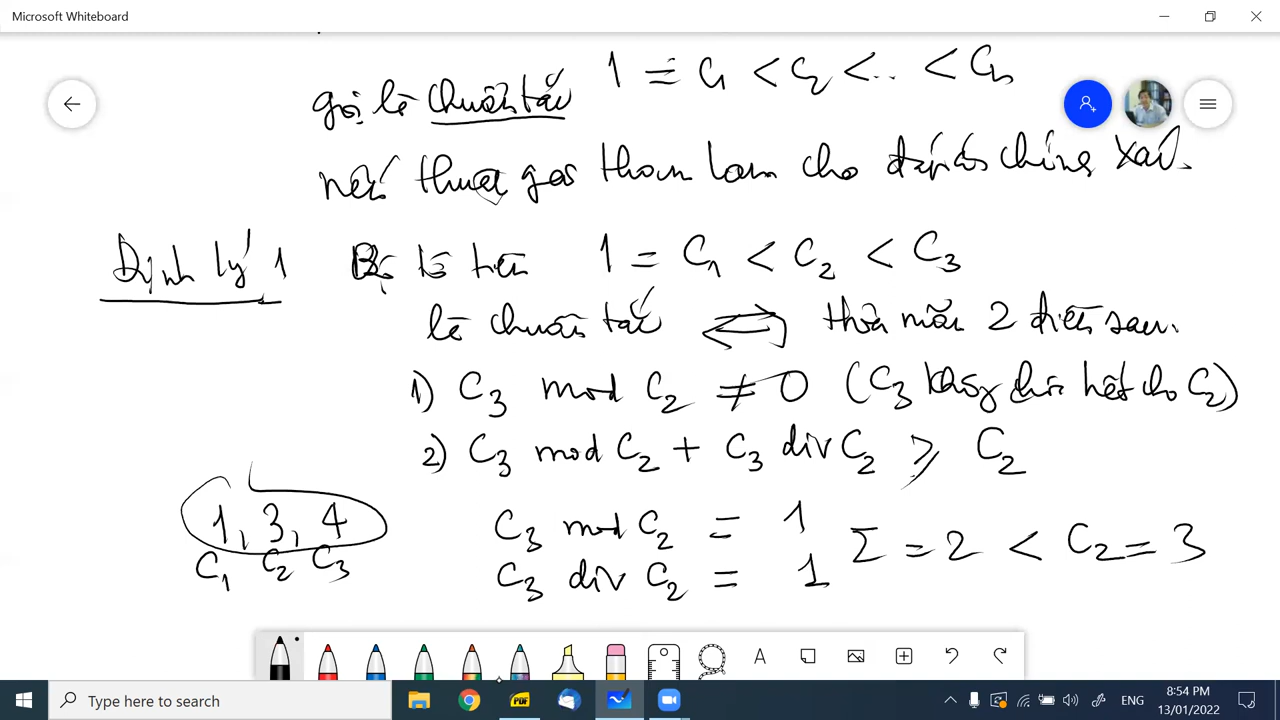 Microsoft Whiteboard
gọi là chuẩn tắc 1 = C1 < C2 < .. < Cn
nếu thuật giải tham lam cho đáp án chính xác.
Định lý 1 Bộ tờ tiền 1 = C1 < C2 < C3
là chuẩn tắc ⟺ thỏa mãn 2 điều sau:
1) C3 mod C2 ≠ 0 (C3 không chia hết cho C2)
2) C3 mod C2 + C3 div C2 ⩾ C2
1, 3, 4 C3 mod C2 = 1 Σ = 2 < C2 = 3
C1 C2 C3 C3 div C2 = 1
A
Type here to search
PDF
ENG
8:54 PM
13/01/2022